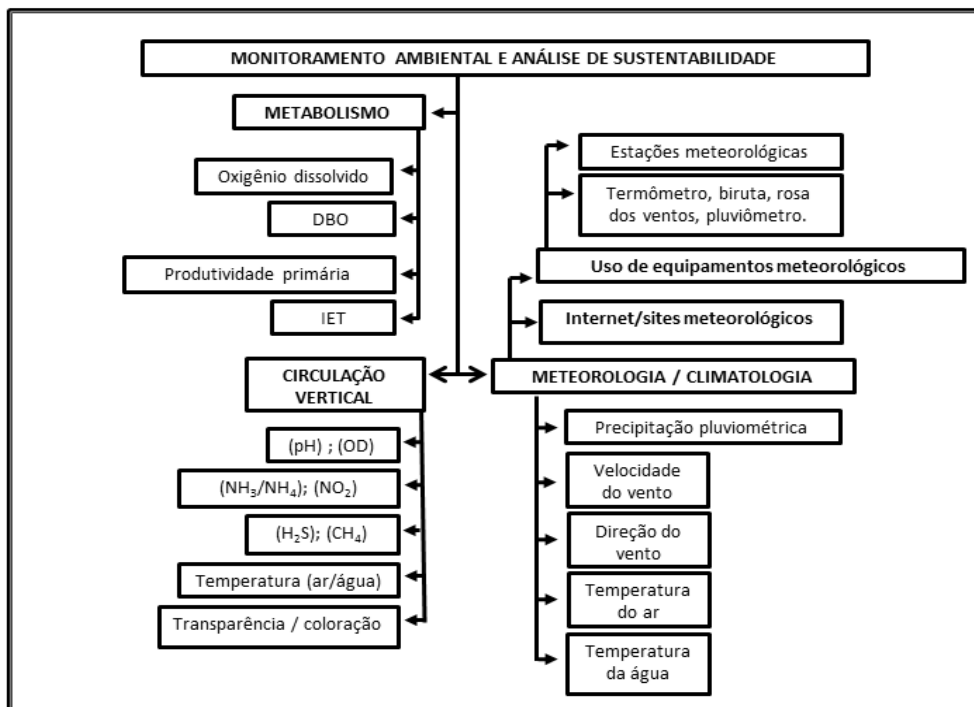 MONITORAMENTO AMBIENTAL E ANÁLISE DE SUSTENTABILIDADE
METABOLISMO
Oxigênio dissolvido
DBO
Produtividade primária
IET
CIRCULAÇÃO
VERTICAL
(pH) ; (OD)
(NH₃/NH₄); (NO₂)
(H₂S); (CH₄)
Temperatura (ar/água)
Transparência / coloração
Estações meteorológicas
Termômetro, biruta, rosa
dos ventos, pluviômetro.
Uso de equipamentos meteorológicos
Internet/sites meteorológicos
METEOROLOGIA / CLIMATOLOGIA
Precipitação pluviométrica
Velocidade
do vento
Direção do
vento
Temperatura
do ar
Temperatura
da água